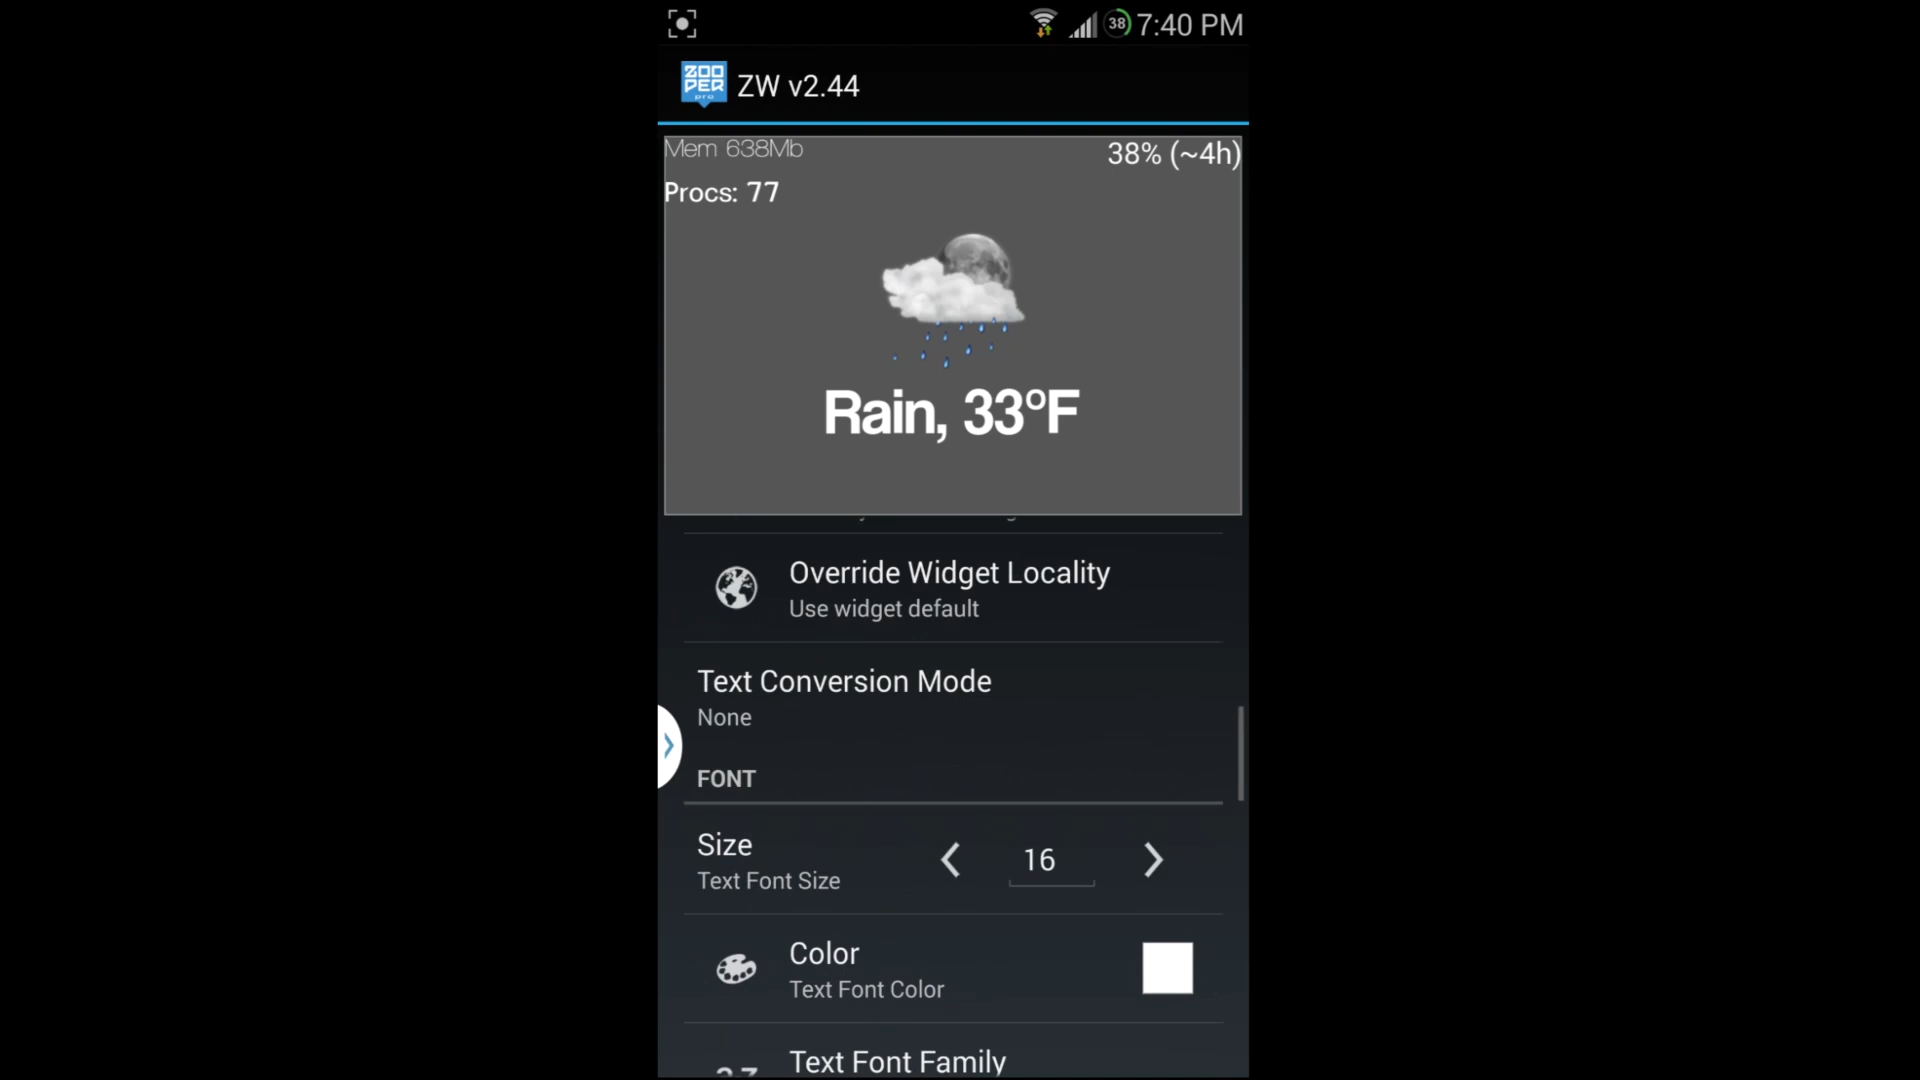 38 7:40 PM
ZOO
PER
pro
ZW v2.44
Mem 638Mb
38% (~4h)
Procs: 77
Rain, 33°F
Override Widget Locality
Use widget default
Text Conversion Mode
None
FONT
Size
16
Text Font Size
Color
Text Font Color
Text Font Family